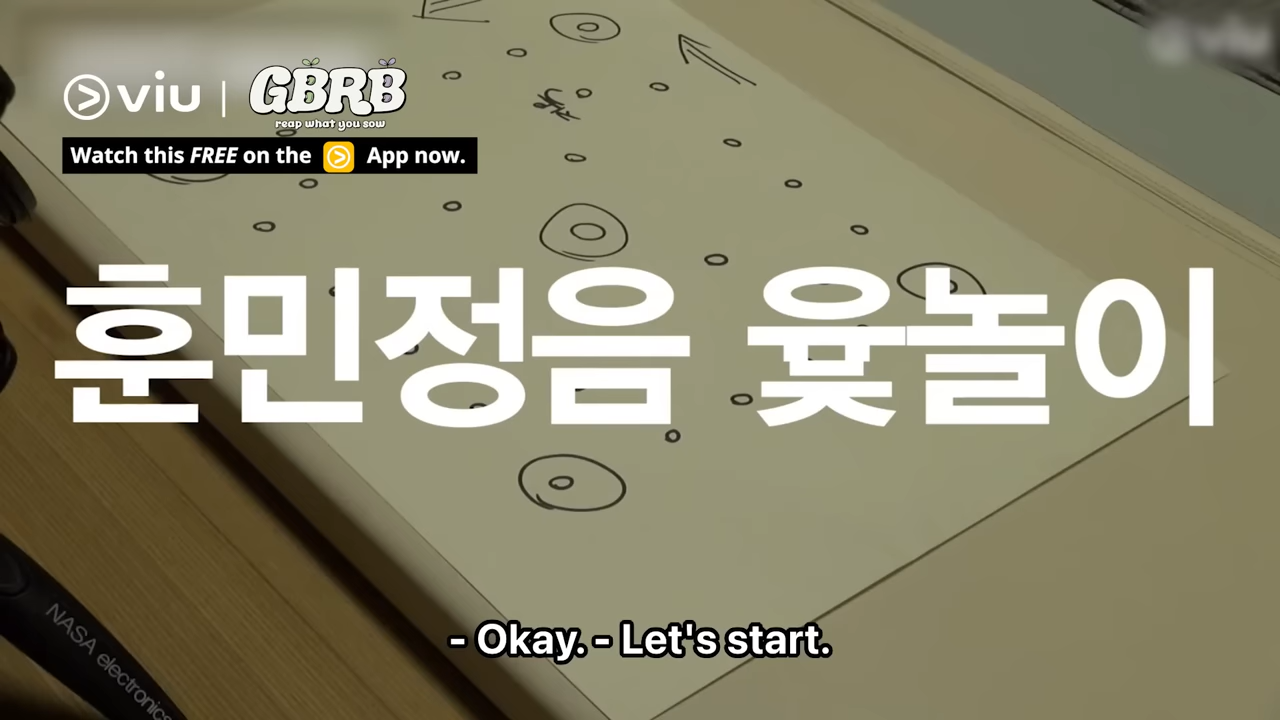 viu | GBRB
reap what you sow
Watch this FREE on the App now.
훈민정음 윷놀이
- Okay. - Let's start.
NASA electronics